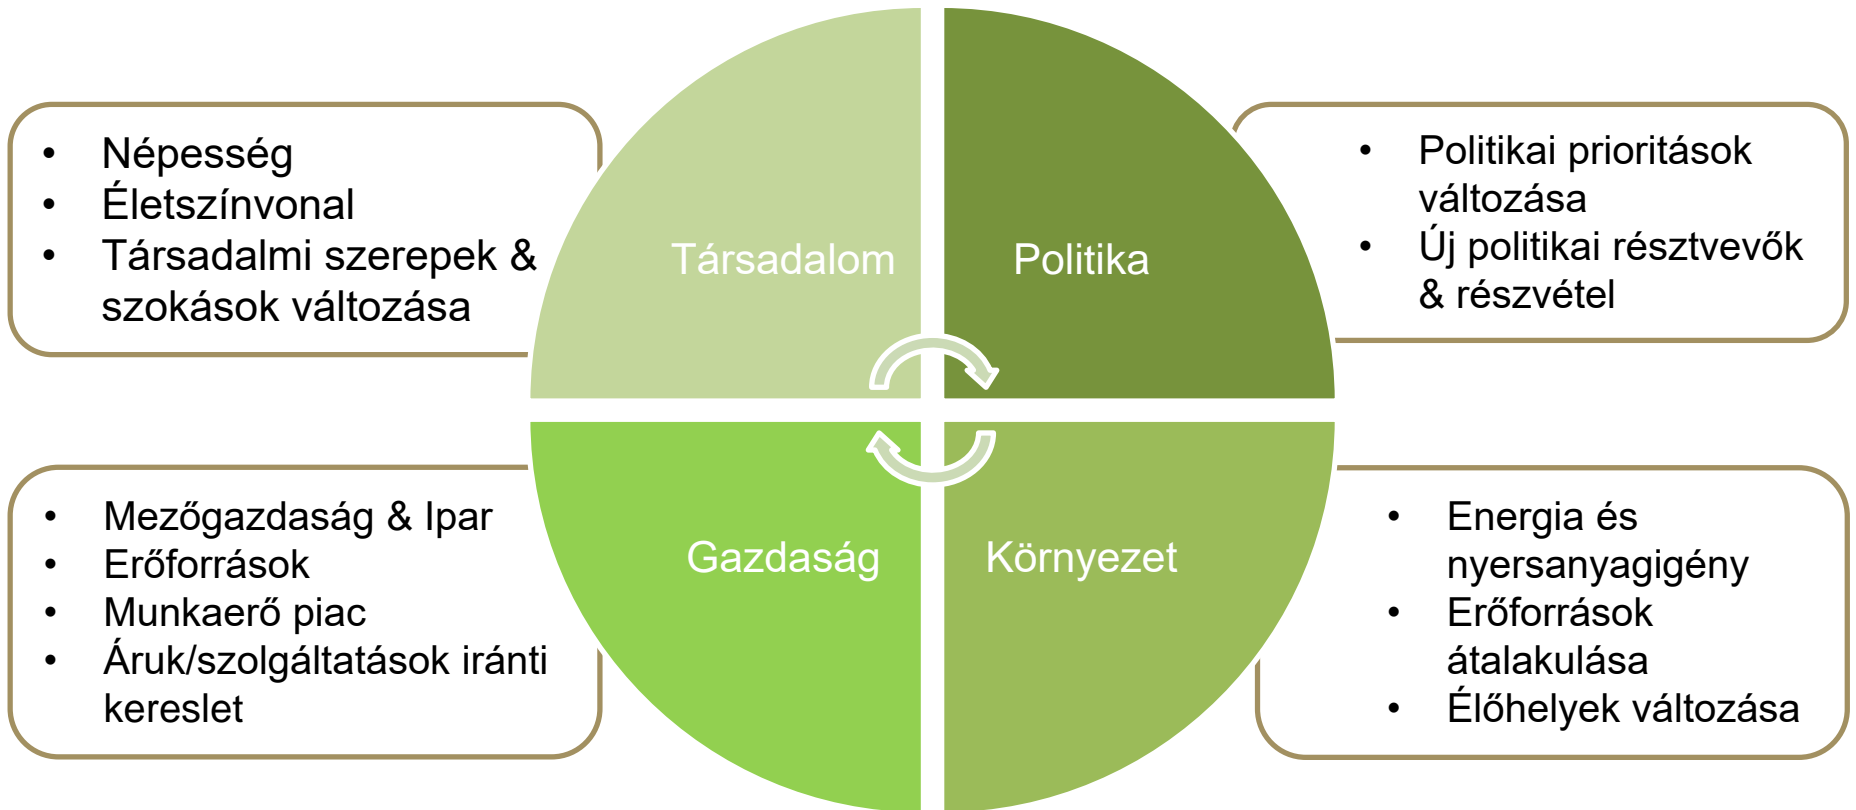 • Népesség
• Életszínvonal
• Társadalmi szerepek &
szokások változása
Társadalom
Politika
• Politikai prioritások
változása
• Új politikai résztvevők
& részvétel
• Mezőgazdaság & Ipar
• Erőforrások
• Munkaerő piac
• Áruk/szolgáltatások iránti
kereslet
Gazdaság
Környezet
• Energia és
nyersanyagigény
• Erőforrások
átalakulása
• Élőhelyek változása